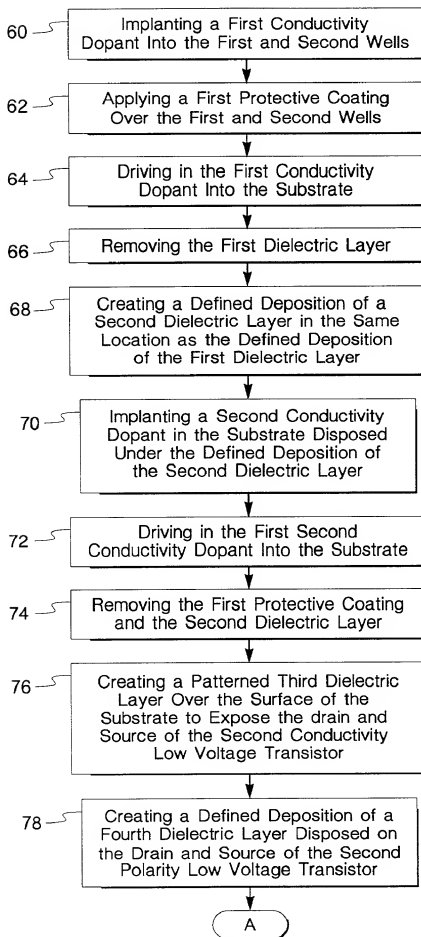 60
Implanting a First Conductivity
Dopant Into the First and Second Wells
62
Applying a First Protective Coating
Over the First and Second Wells
64
Driving in the First Conductivity
Dopant Into the Substrate
66
Removing the First Dielectric Layer
68
Creating a Defined Deposition of a
Second Dielectric Layer in the Same
Location as the Defined Deposition
of the First Dielectric Layer
70
Implanting a Second Conductivity
Dopant in the Substrate Disposed
Under the Defined Deposition of
the Second Dielectric Layer
72
Driving in the First Second
Conductivity Dopant Into the Substrate
74
Removing the First Protective Coating
and the Second Dielectric Layer
76
Creating a Patterned Third Dielectric
Layer Over the Surface of the
Substrate to Expose the drain and
Source of the Second Conductivity
Low Voltage Transistor
78
Creating a Defined Deposition of a
Fourth Dielectric Layer Disposed on
the Drain and Source of the Second
Polarity Low Voltage Transistor
A